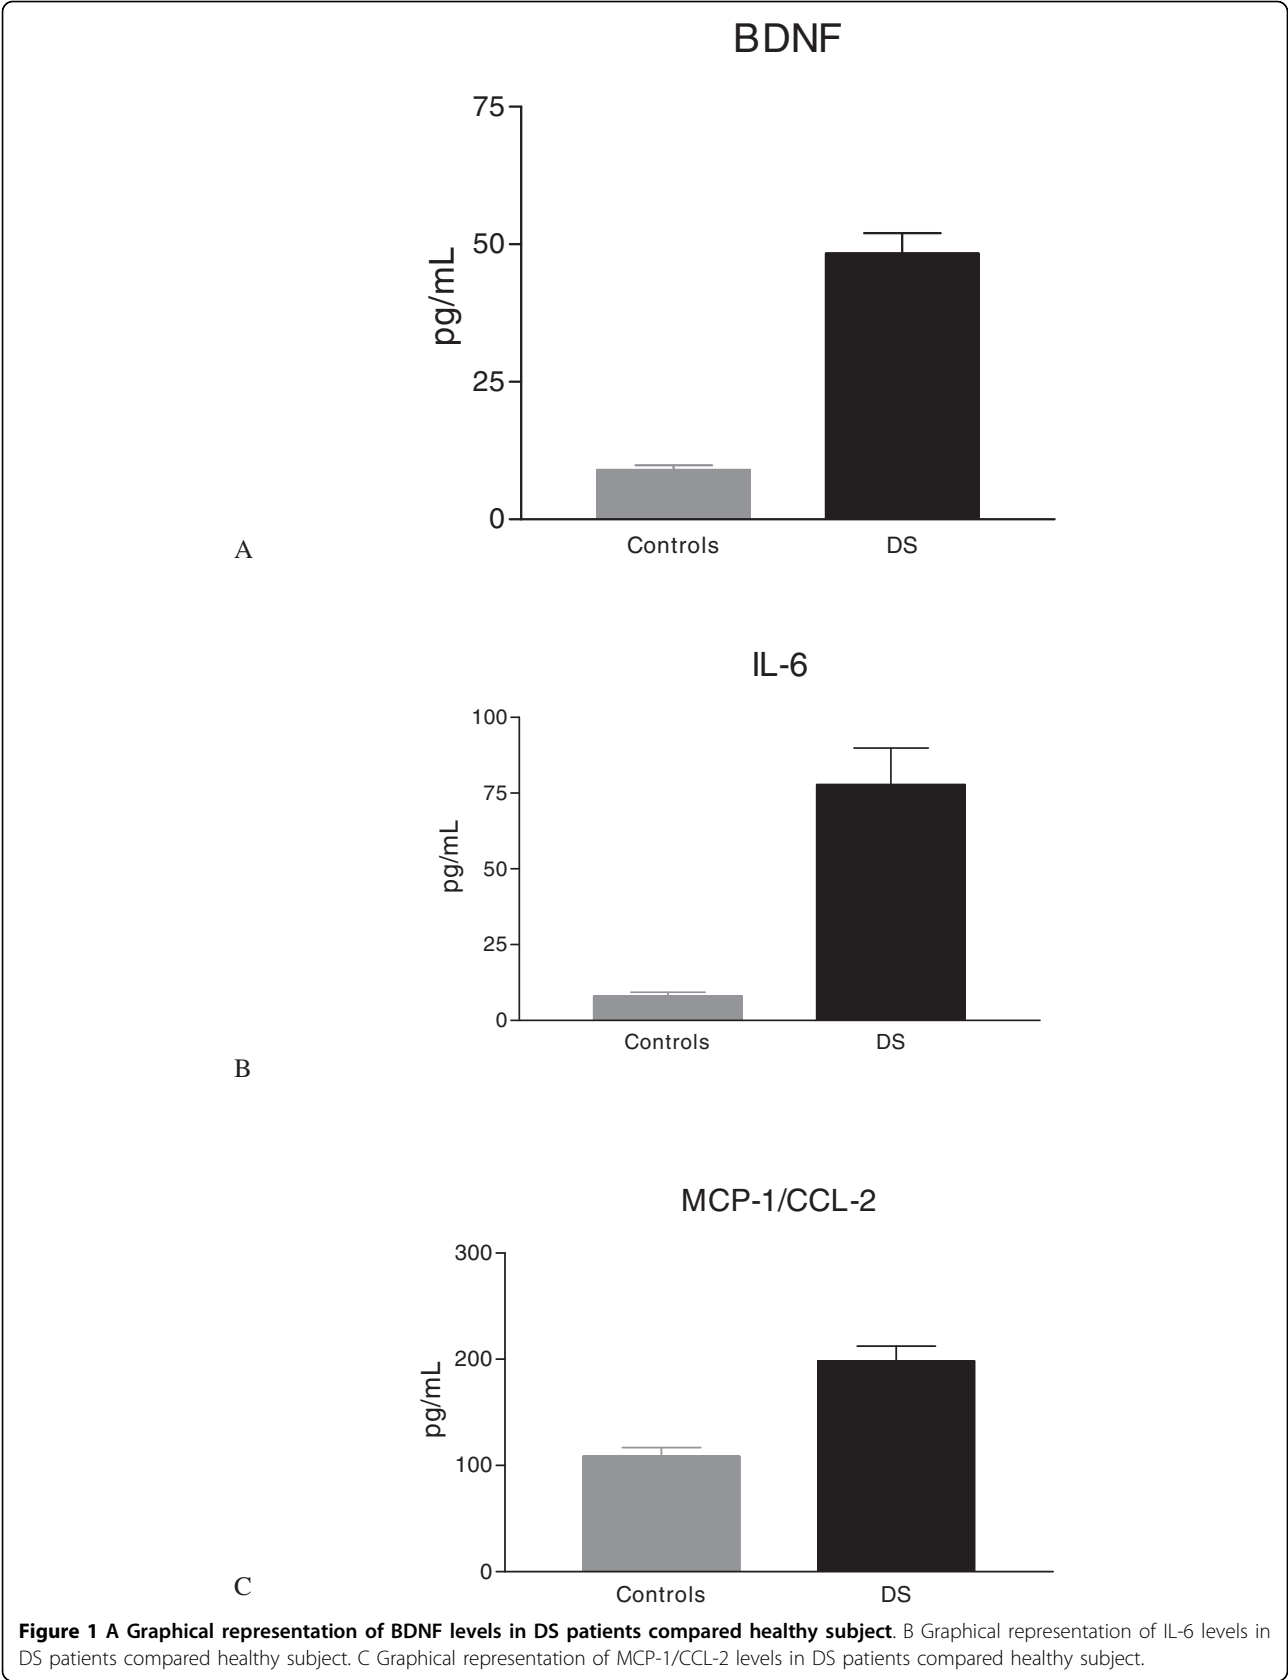 BDNF
75
50
25
0
pg/mL
Controls DS
A
IL-6
100
75
50
25
0
pg/mL
Controls DS
B
MCP-1/CCL-2
300
200
100
0
pg/mL
Controls DS
C
Figure 1 A Graphical representation of BDNF levels in DS patients compared healthy subject. B Graphical representation of IL-6 levels in
DS patients compared healthy subject. C Graphical representation of MCP-1/CCL-2 levels in DS patients compared healthy subject.